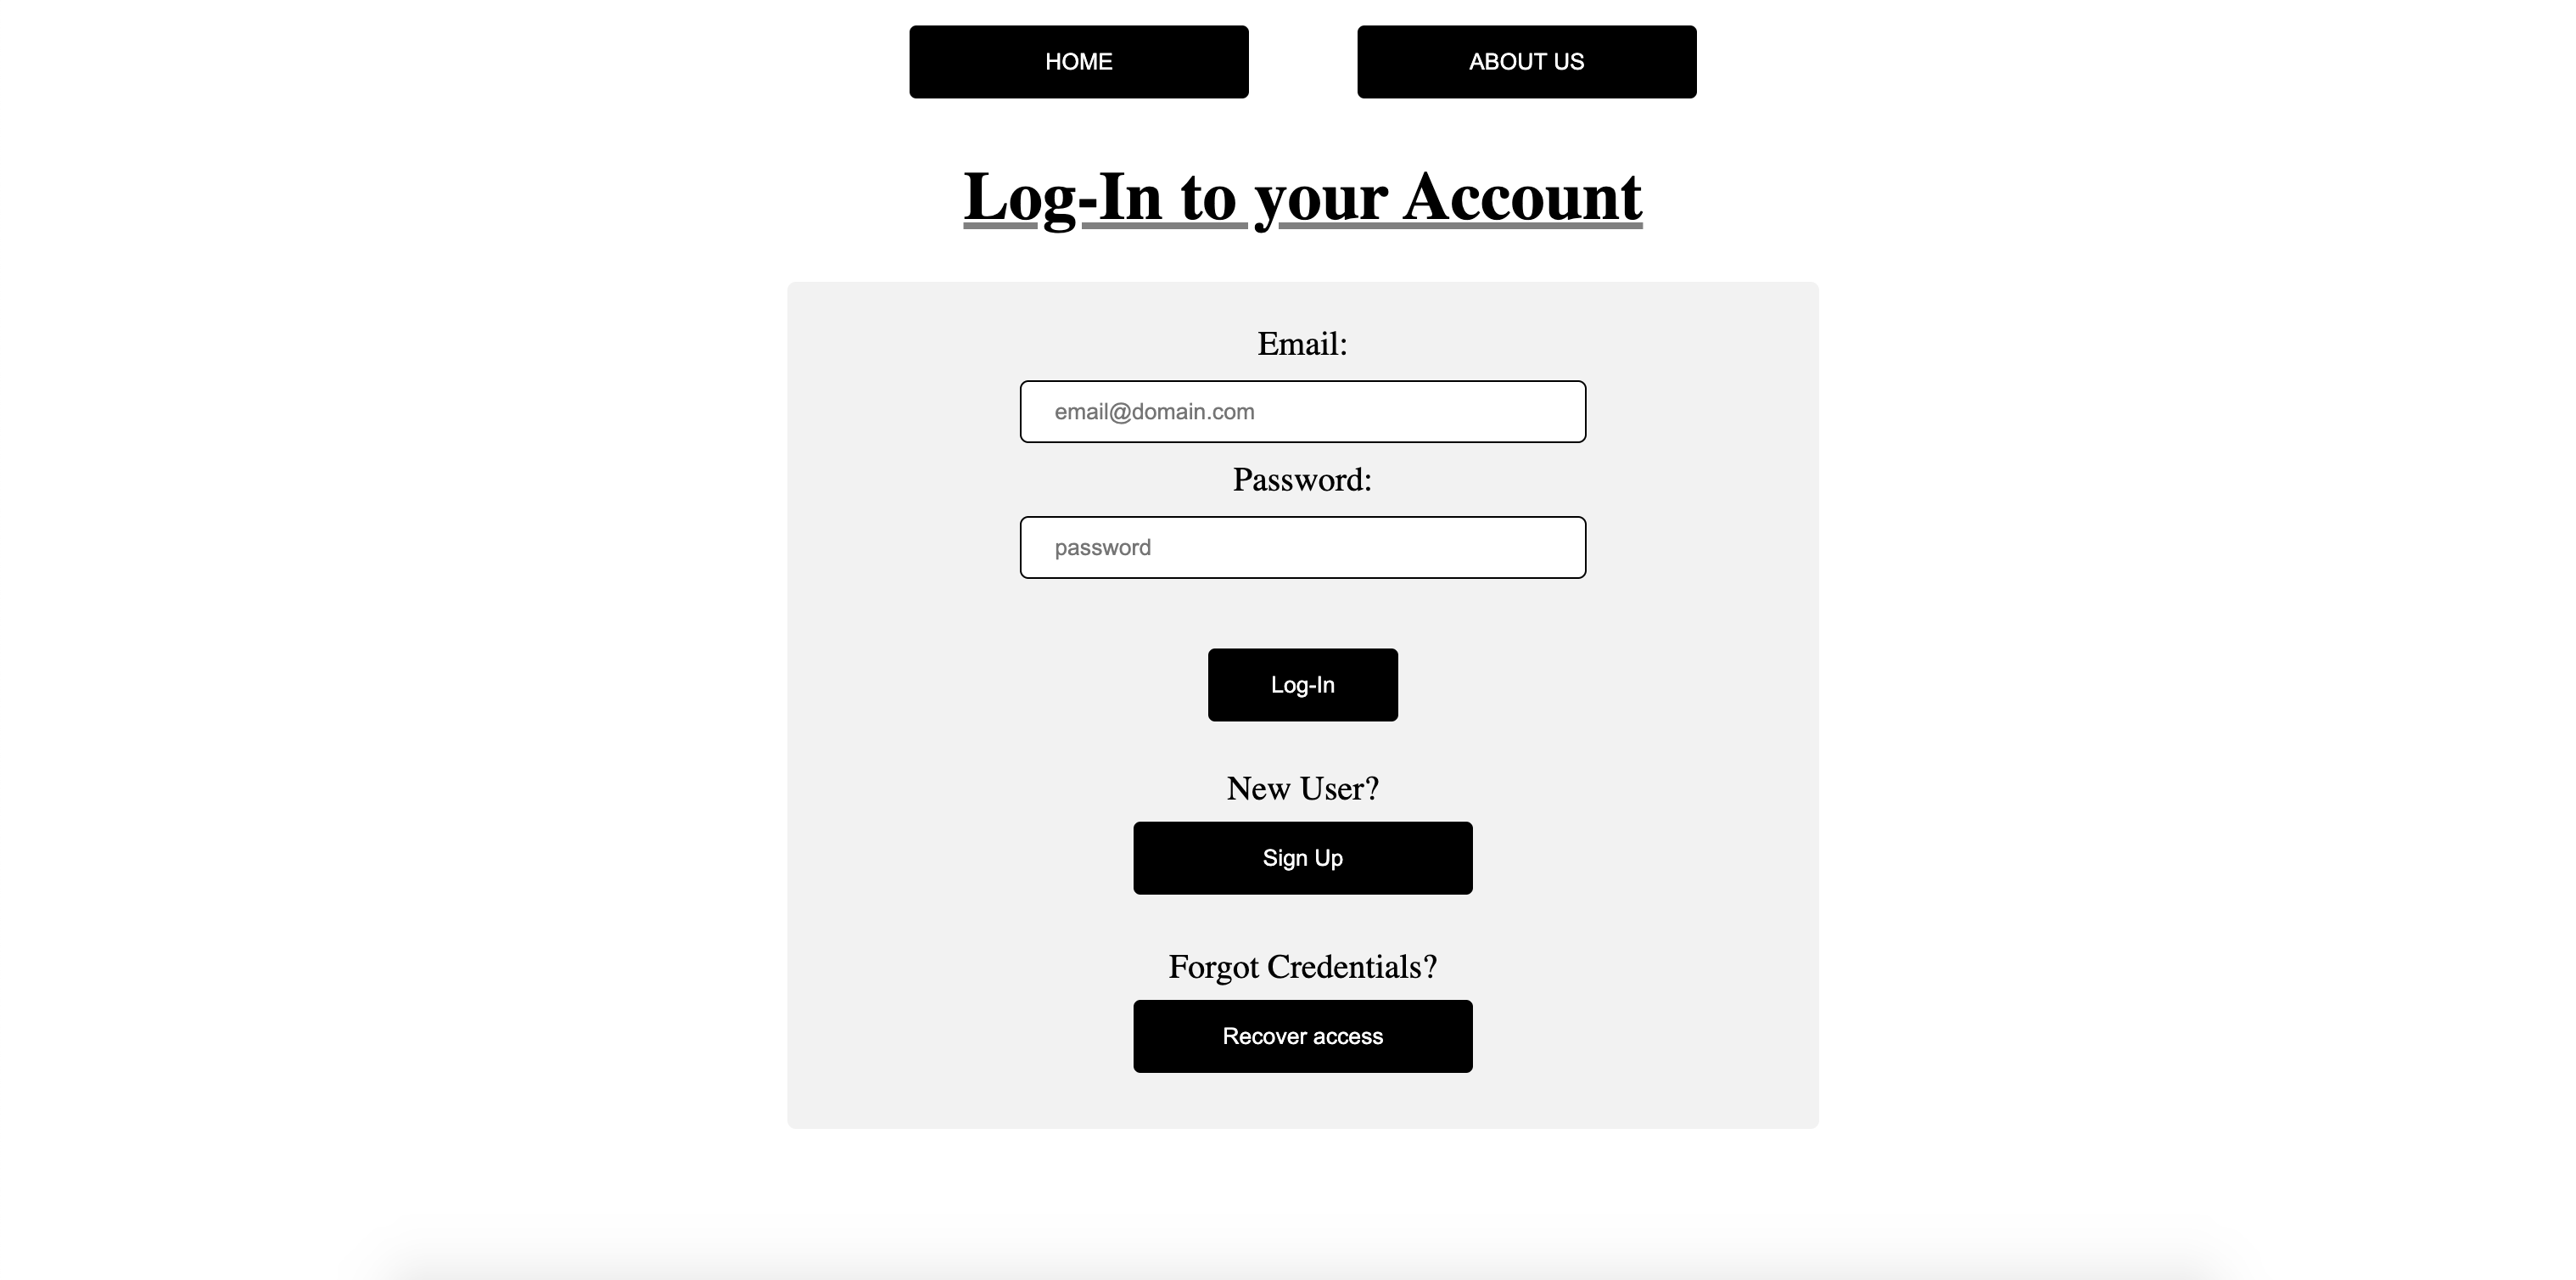 HOME ABOUT US
Log-In to your Account
Email:
email@domain.com
Password:
password
Log-In
New User?
Sign Up
Forgot Credentials?
Recover access